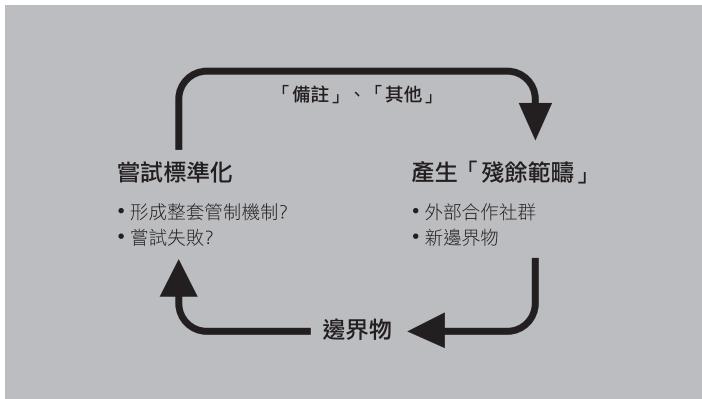 「備註」、「其他」
嘗試標準化
• 形成整套管制機制?
• 嘗試失敗?
產生「殘餘範疇」
• 外部合作社群
• 新邊界物
邊界物